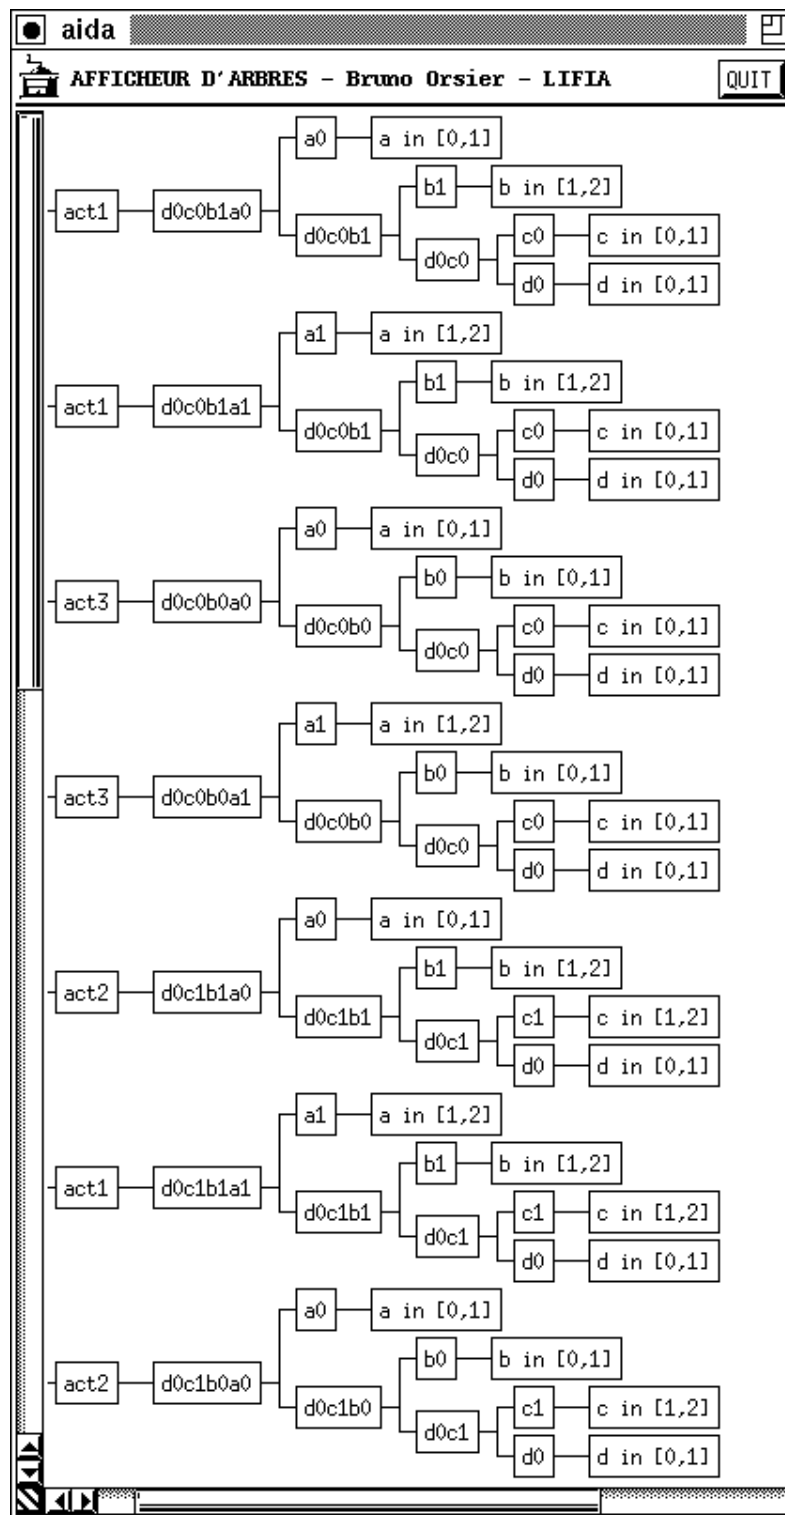 aida
AFFICHEUR D'ARBRES - Bruno Orsier - LIFIA QUIT
a0 a in [0,1]
b1 b in [1,2]
act1 d0c0b1a0
c0 c in [0,1]
d0c0b1
d0c0
d0 d in [0,1]
a1 a in [1,2]
b1 b in [1,2]
act1 d0c0b1a1
c0 c in [0,1]
d0c0b1
d0c0
d0 d in [0,1]
a0 a in [0,1]
b0 b in [0,1]
act3 d0c0b0a0
c0 c in [0,1]
d0c0b0
d0c0
d0 d in [0,1]
a1 a in [1,2]
b0 b in [0,1]
act3 d0c0b0a1
c0 c in [0,1]
d0c0b0
d0c0
d0 d in [0,1]
a0 a in [0,1]
b1 b in [1,2]
act2 d0c1b1a0
c1 c in [1,2]
d0c1b1
d0c1
d0 d in [0,1]
a1 a in [1,2]
b1 b in [1,2]
act1 d0c1b1a1
c1 c in [1,2]
d0c1b1
d0c1
d0 d in [0,1]
a0 a in [0,1]
b0 b in [0,1]
act2 d0c1b0a0
c1 c in [1,2]
d0c1b0
d0c1
d0 d in [0,1]